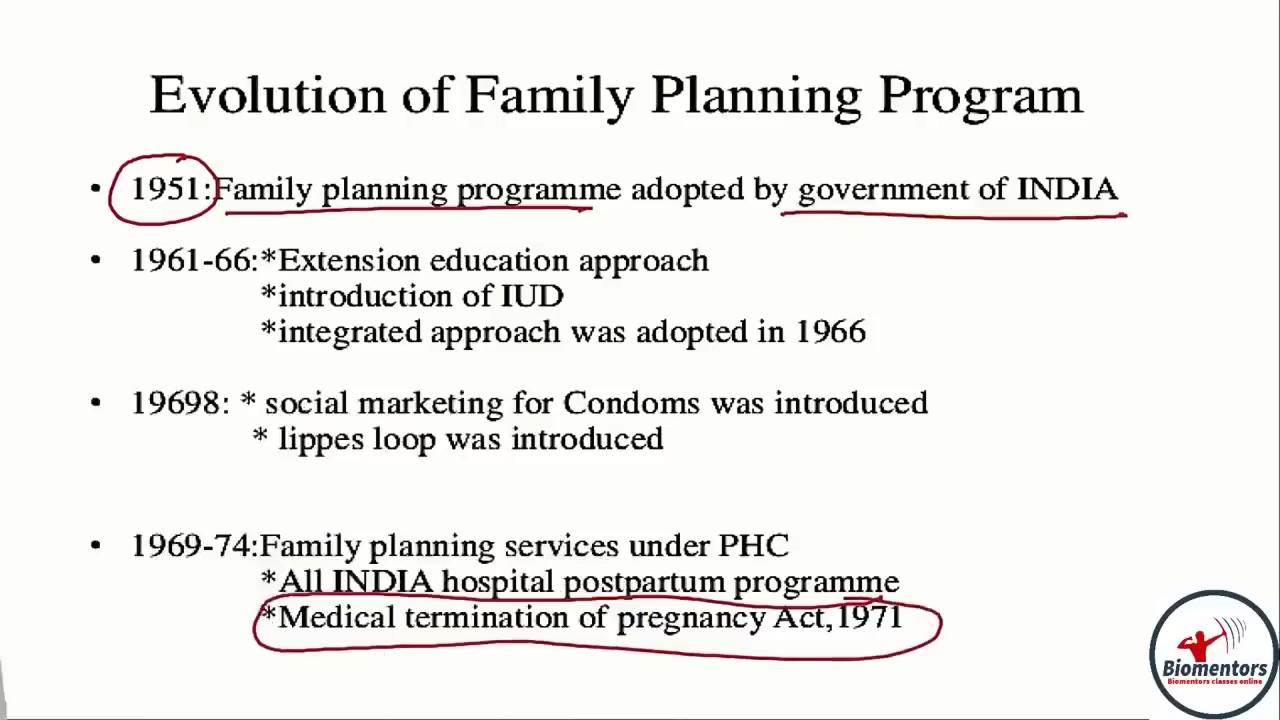 Evolution of Family Planning Program
• 1951:Family planning programme adopted by government of INDIA
• 1961-66:*Extension education approach
*introduction of IUD
*integrated approach was adopted in 1966
• 19698: * social marketing for Condoms was introduced
* lippes loop was introduced
• 1969-74:Family planning services under PHC
*All INDIA hospital postpartum programme
*Medical termination of pregnancy Act,1971
Biomentors
Biomentors classes online